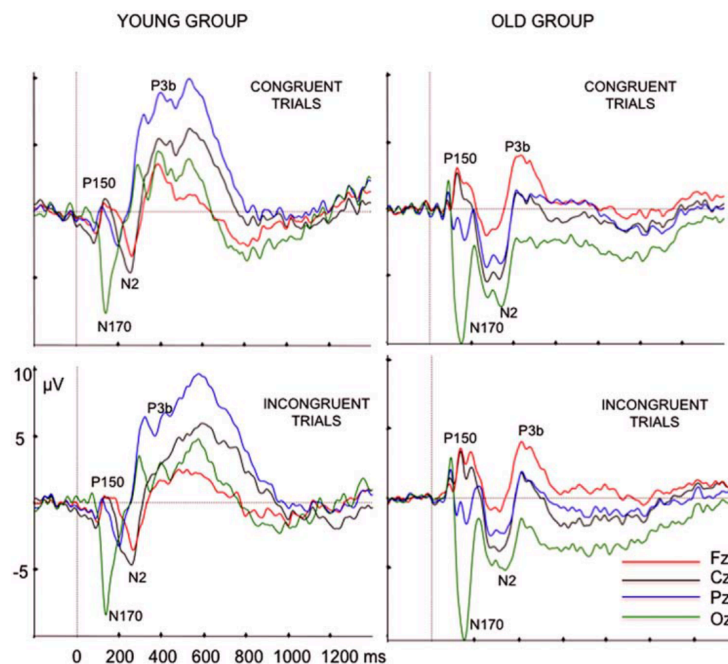 YOUNG GROUP
OLD GROUP
P3b
CONGUENT
TRIALS
P150
N2
N170
CONGUENT
TRIALS
P3b
P150
N2
N170
10
µV
5
-5
P3b
INCONGRUENT
TRIALS
P150
N2
N170
0 200 400 600 800 1000 1200 ms
INCONGRUENT
TRIALS
P3b
P150
N2
N170
Fz
Cz
Pz
Oz